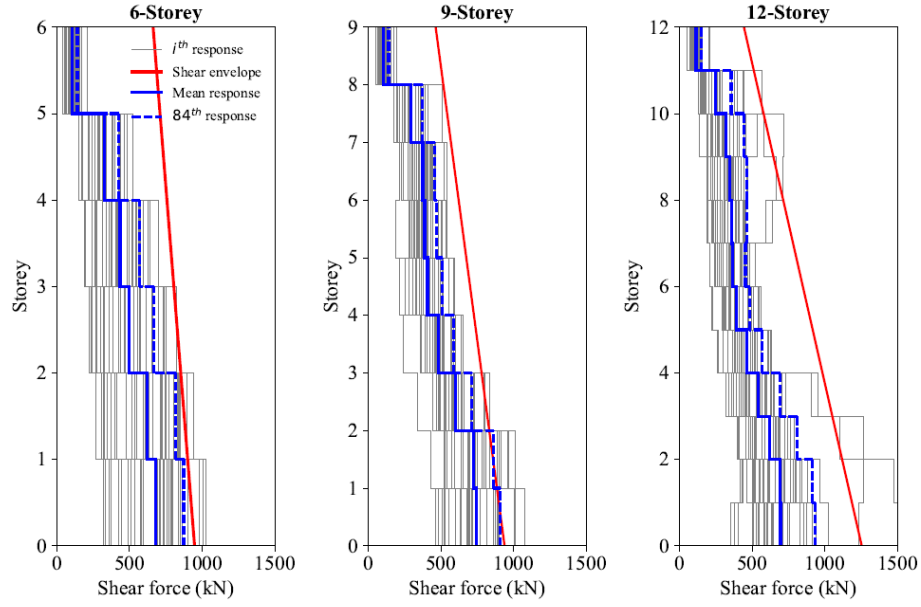 6-Storey
9-Storey
12-Storey
i^th response
Shear envelope
Mean response
84^th response
Storey
6
5
4
3
2
1
0
0
500
1000
1500
Shear force (kN)
Storey
9
8
7
6
5
4
3
2
1
0
0
500
1000
1500
Shear force (kN)
Storey
12
10
8
6
4
2
0
0
500
1000
1500
Shear force (kN)